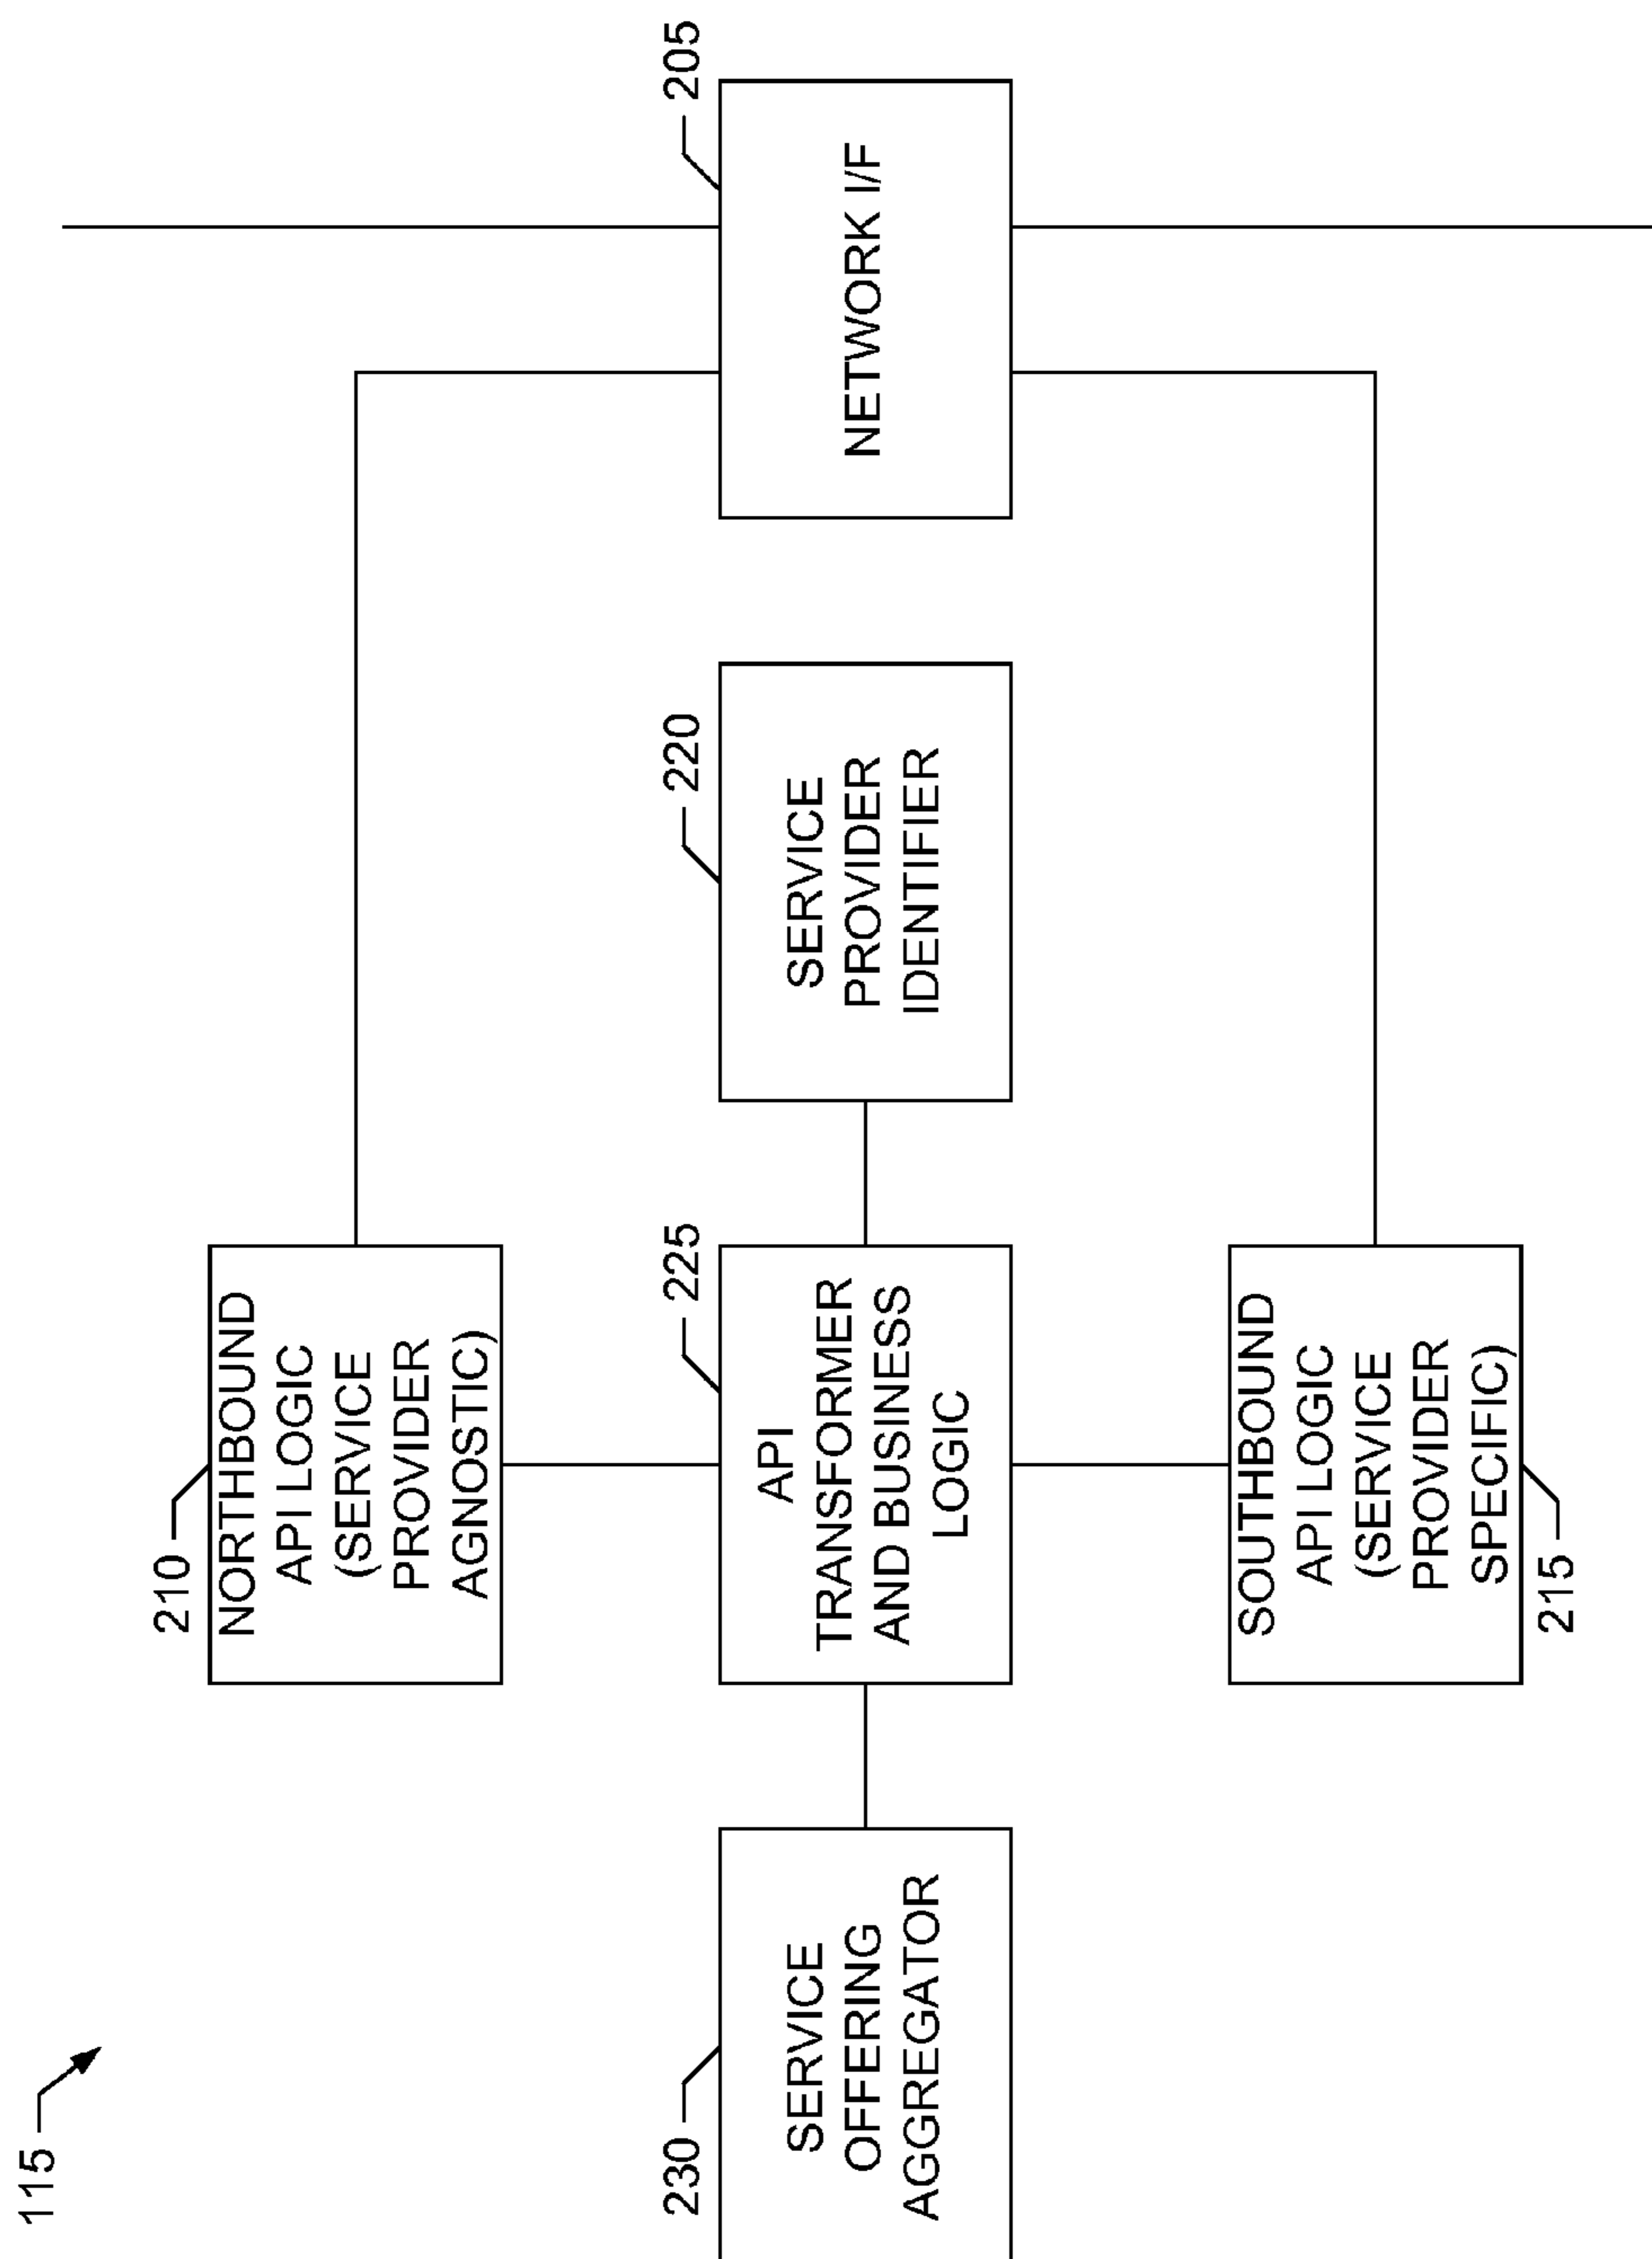 115
230
SERVICE
OFFERING
AGGREGATOR
210
NORTHBOUND
API LOGIC
(SERVICE
PROVIDER
AGNOSTIC)
225
API
TRANSFORMER
AND BUSINESS
LOGIC
SOUTHBOUND
API LOGIC
(SERVICE
PROVIDER
SPECIFIC)
215
220
SERVICE
PROVIDER
IDENTIFIER
205
NETWORK I/F